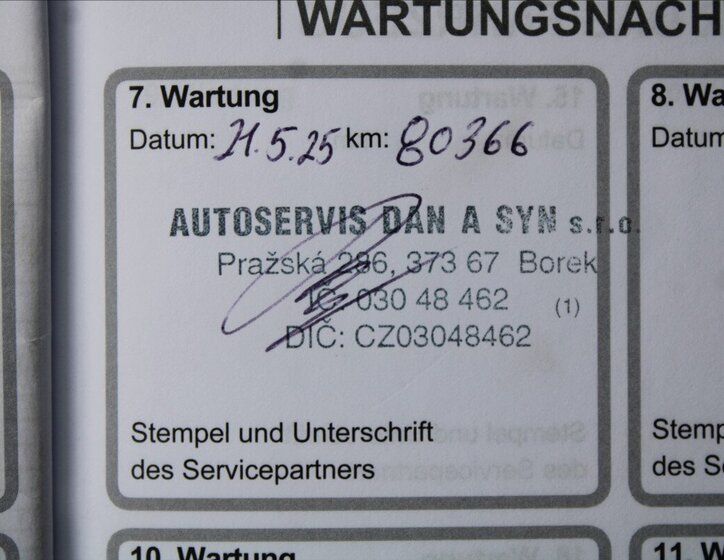 WARTUNGSNACH
7. Wartung
Datum: 21.5.25 km: 80366
AUTOSERVIS DAN A SYN s.r.o.
Pražská 286, 373 67 Borek
IČ: 030 48 462 (1)
DIČ: CZ03048462
Stempel und Unterschrift
des Servicepartners
8. Wa
Datum
Stemp
des Se
10. Wartung
11. W